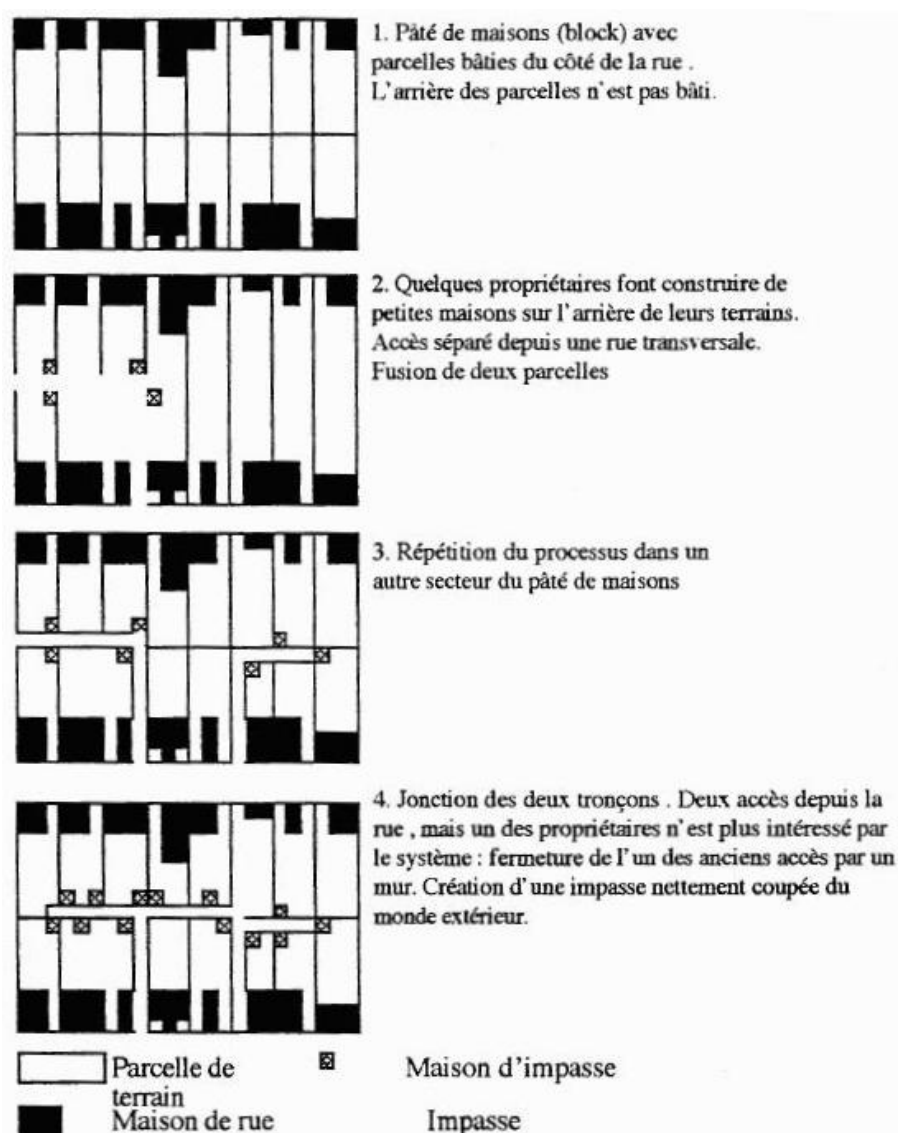 1. Pâté de maisons (block) avec
parcelles bâties du côté de la rue .
L'arrière des parcelles n'est pas bâti.
2. Quelques propriétaires font construire de
petites maisons sur l'arrière de leurs terrains.
Accès séparé depuis une rue transversale.
Fusion de deux parcelles
3. Répétition du processus dans un
autre secteur du pâté de maisons
4. Jonction des deux tronçons . Deux accès depuis la
rue , mais un des propriétaires n'est plus intéressé par
le système : fermeture de l'un des anciens accès par un
mur. Création d'une impasse nettement coupée du
monde extérieur.
Parcelle de
terrain
Maison d'impasse
Maison de rue
Impasse